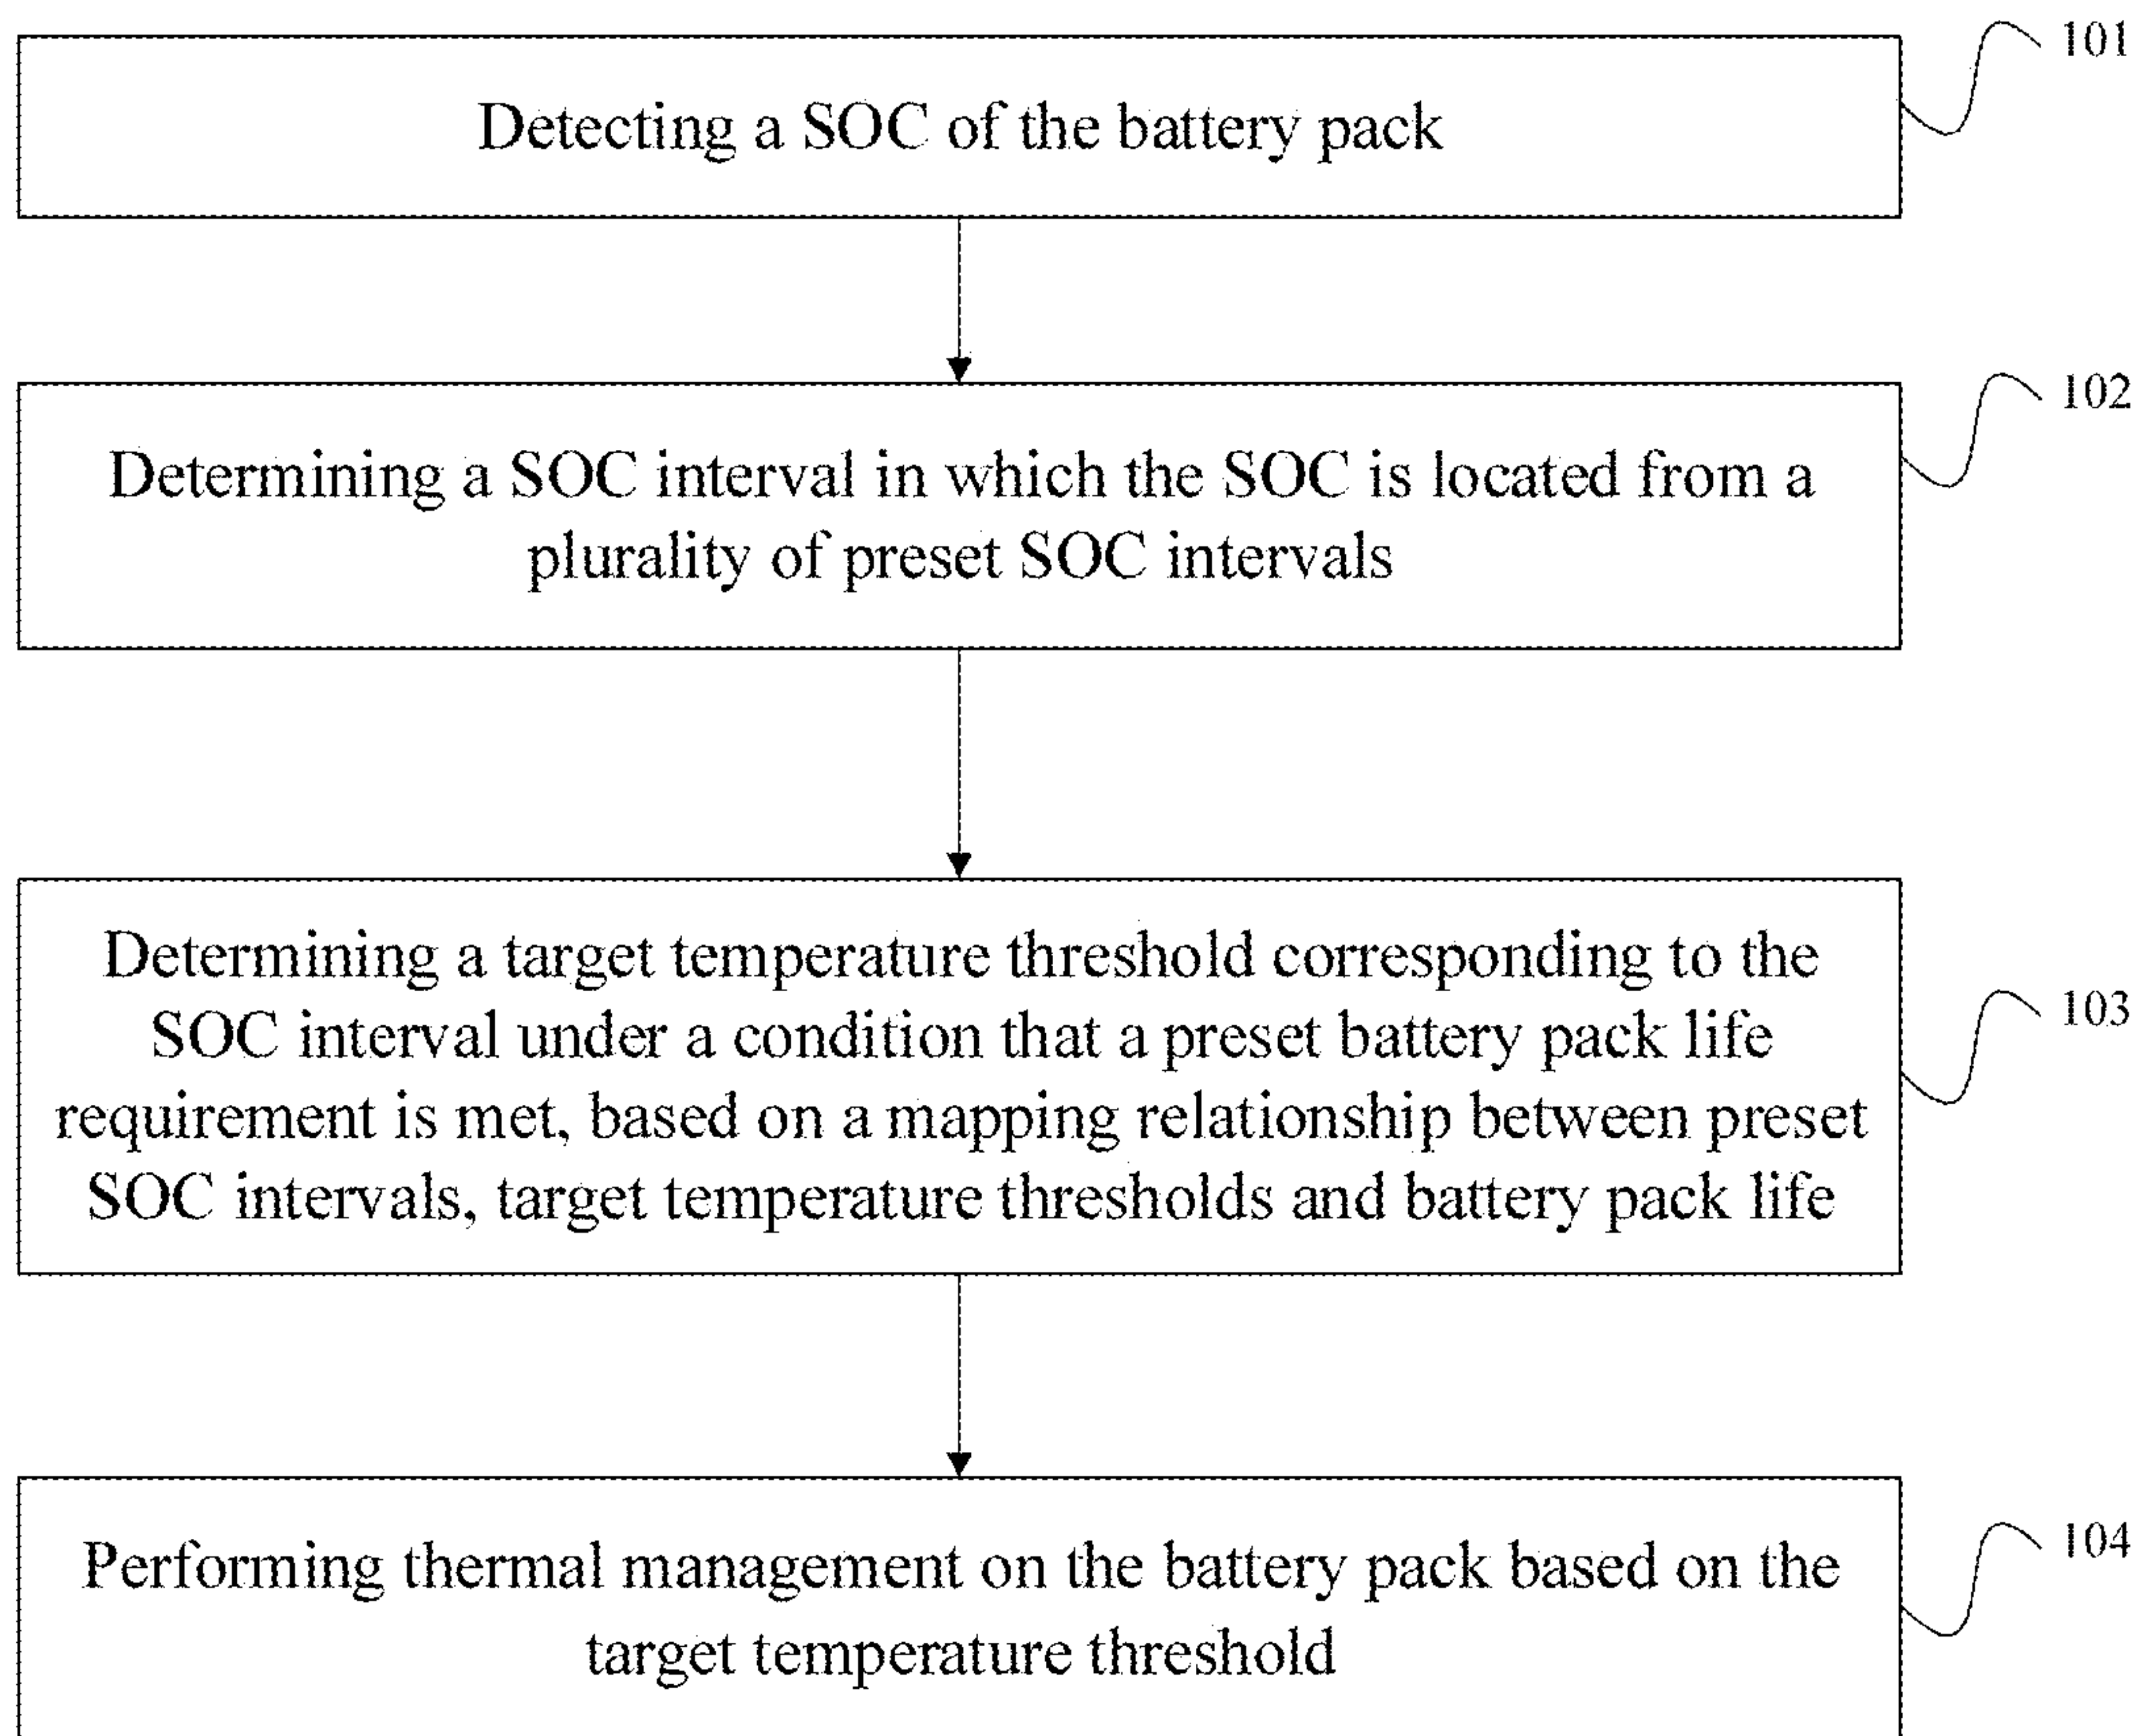 101
Detecting a SOC of the battery pack
102
Determining a SOC interval in which the SOC is located from a
plurality of preset SOC intervals
103
Determining a target temperature threshold corresponding to the
SOC interval under a condition that a preset battery pack life
requirement is met, based on a mapping relationship between preset
SOC intervals, target temperature thresholds and battery pack life
104
Performing thermal management on the battery pack based on the
target temperature threshold